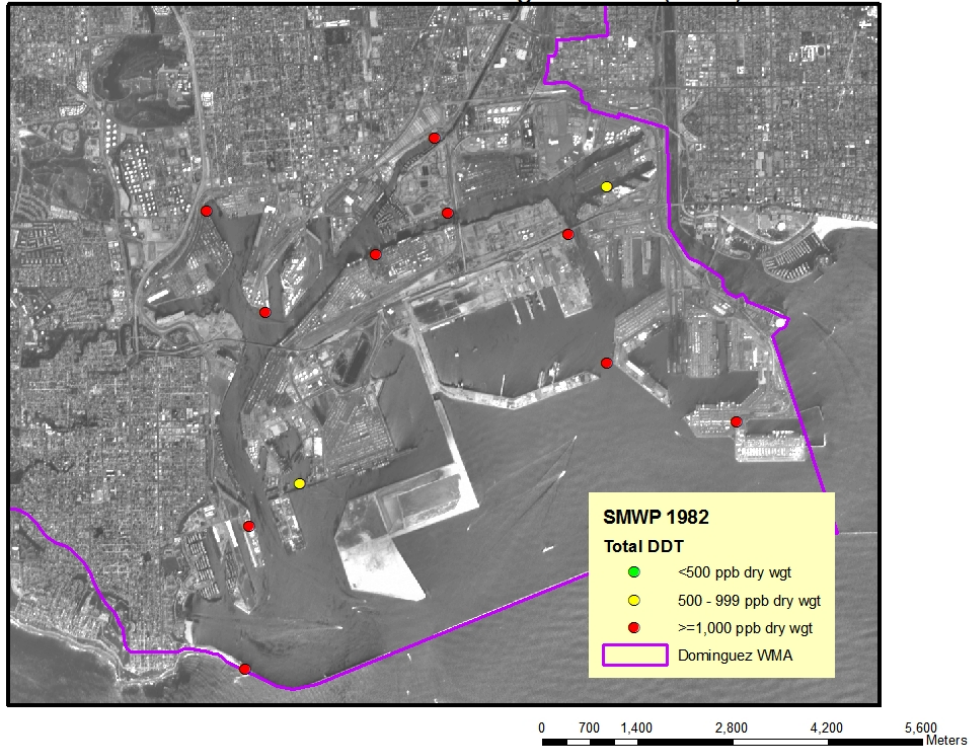 SMWP 1982
Total DDT
<500 ppb dry wgt
500 - 999 ppb dry wgt
>=1,000 ppb dry wgt
Dominguez WMA
0 700 1,400 2,800 4,200 5,600
Meters